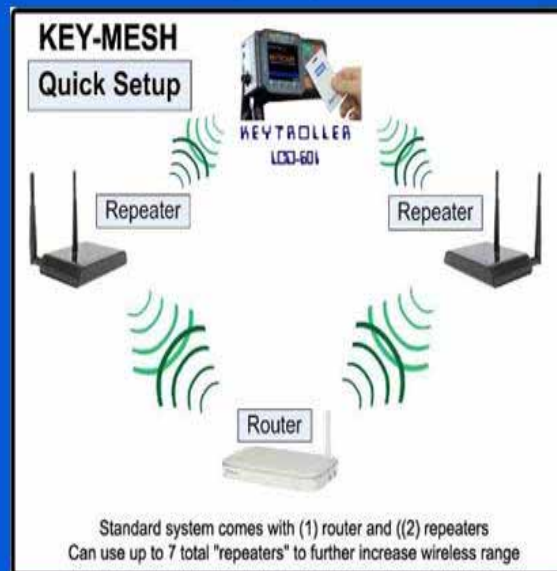 KEY-MESH
Quick Setup
KEYTROLLER
LCD-601
Repeater
Repeater
Router
Standard system comes with (1) router and ((2) repeaters
Can use up to 7 total "repeaters" to further increase wireless range